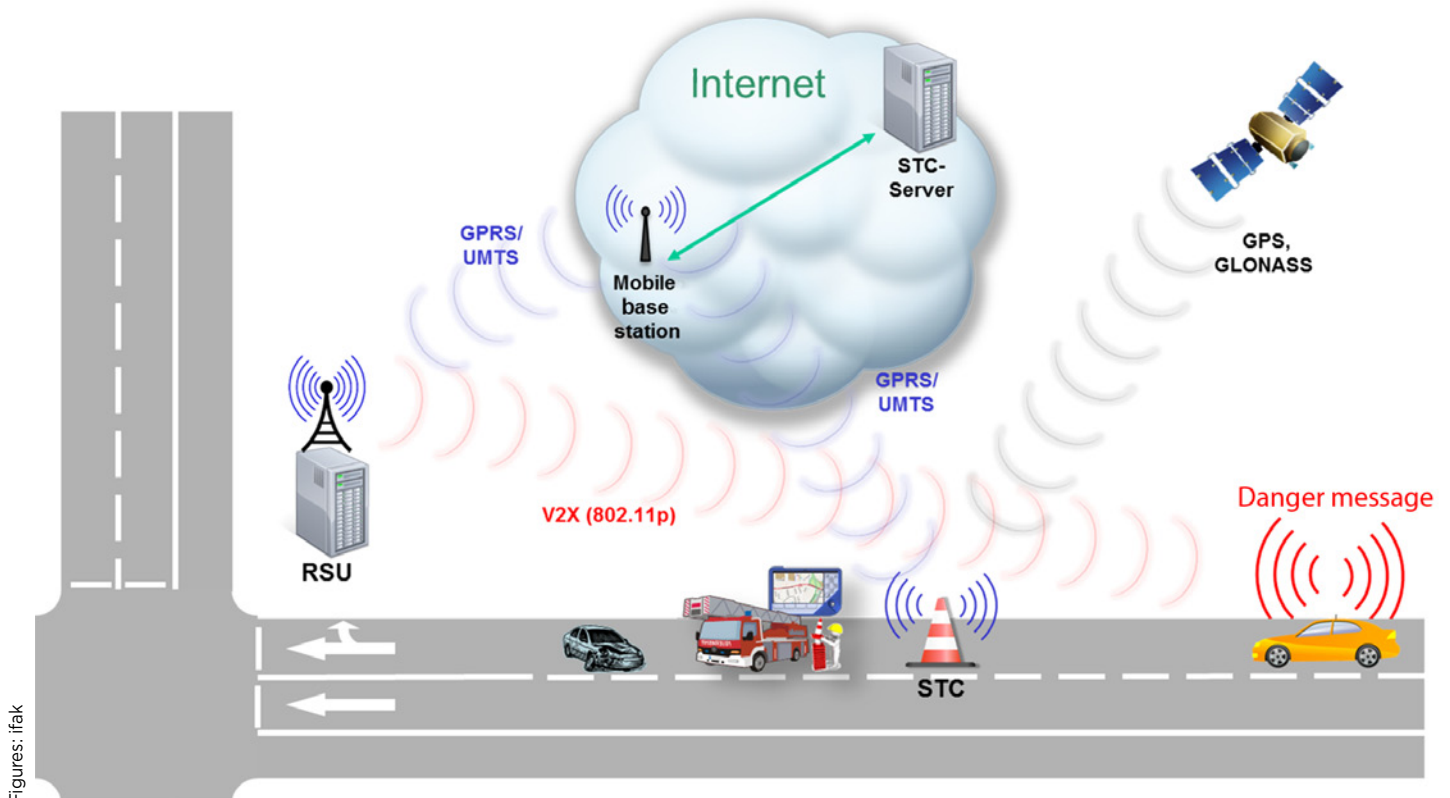 Internet
STC-
Server
GPRS/
UMTS
Mobile
base
station
GPS,
GLONASS
GPRS/
UMTS
V2X (802.11p)
Danger message
RSU
STC
Figures: ifak